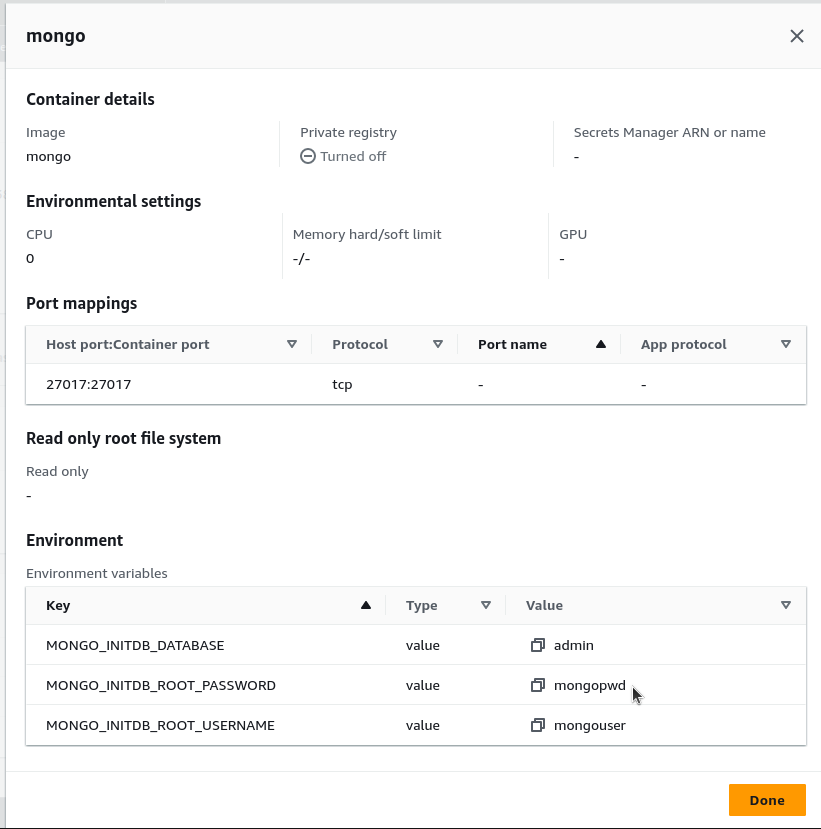 mongo
Container details
Image
Private registry
Secrets Manager ARN or name
mongo
Turned off
-
Environmental settings
CPU
Memory hard/soft limit
GPU
0
-/-
-
Port mappings
Host port:Container port
Protocol
Port name
App protocol
27017:27017
tcp
-
-
Read only root file system
Read only
-
Environment
Environment variables
Key
Type
Value
MONGO_INITDB_DATABASE
value
admin
MONGO_INITDB_ROOT_PASSWORD
value
mongopwd
MONGO_INITDB_ROOT_USERNAME
value
mongouser
Done